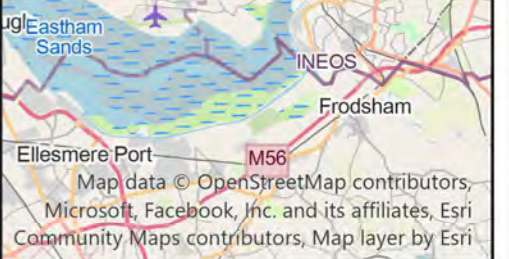 Eastham
Sands
INEOS
Frodsham
Ellesmere Port
M56
Map data © OpenStreetMap contributors,
Microsoft, Facebook, Inc. and its affiliates, Esri
Community Maps contributors, Map layer by Esri